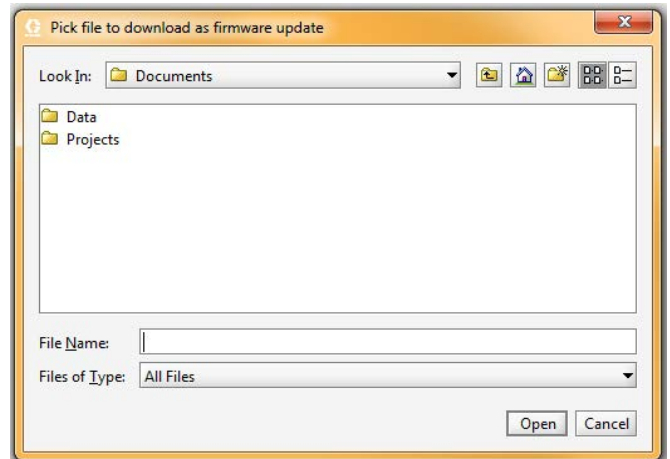 Pick file to download as firmware update
Look In: Documents
Data
Projects
File Name:
Files of Type: All Files
Open Cancel